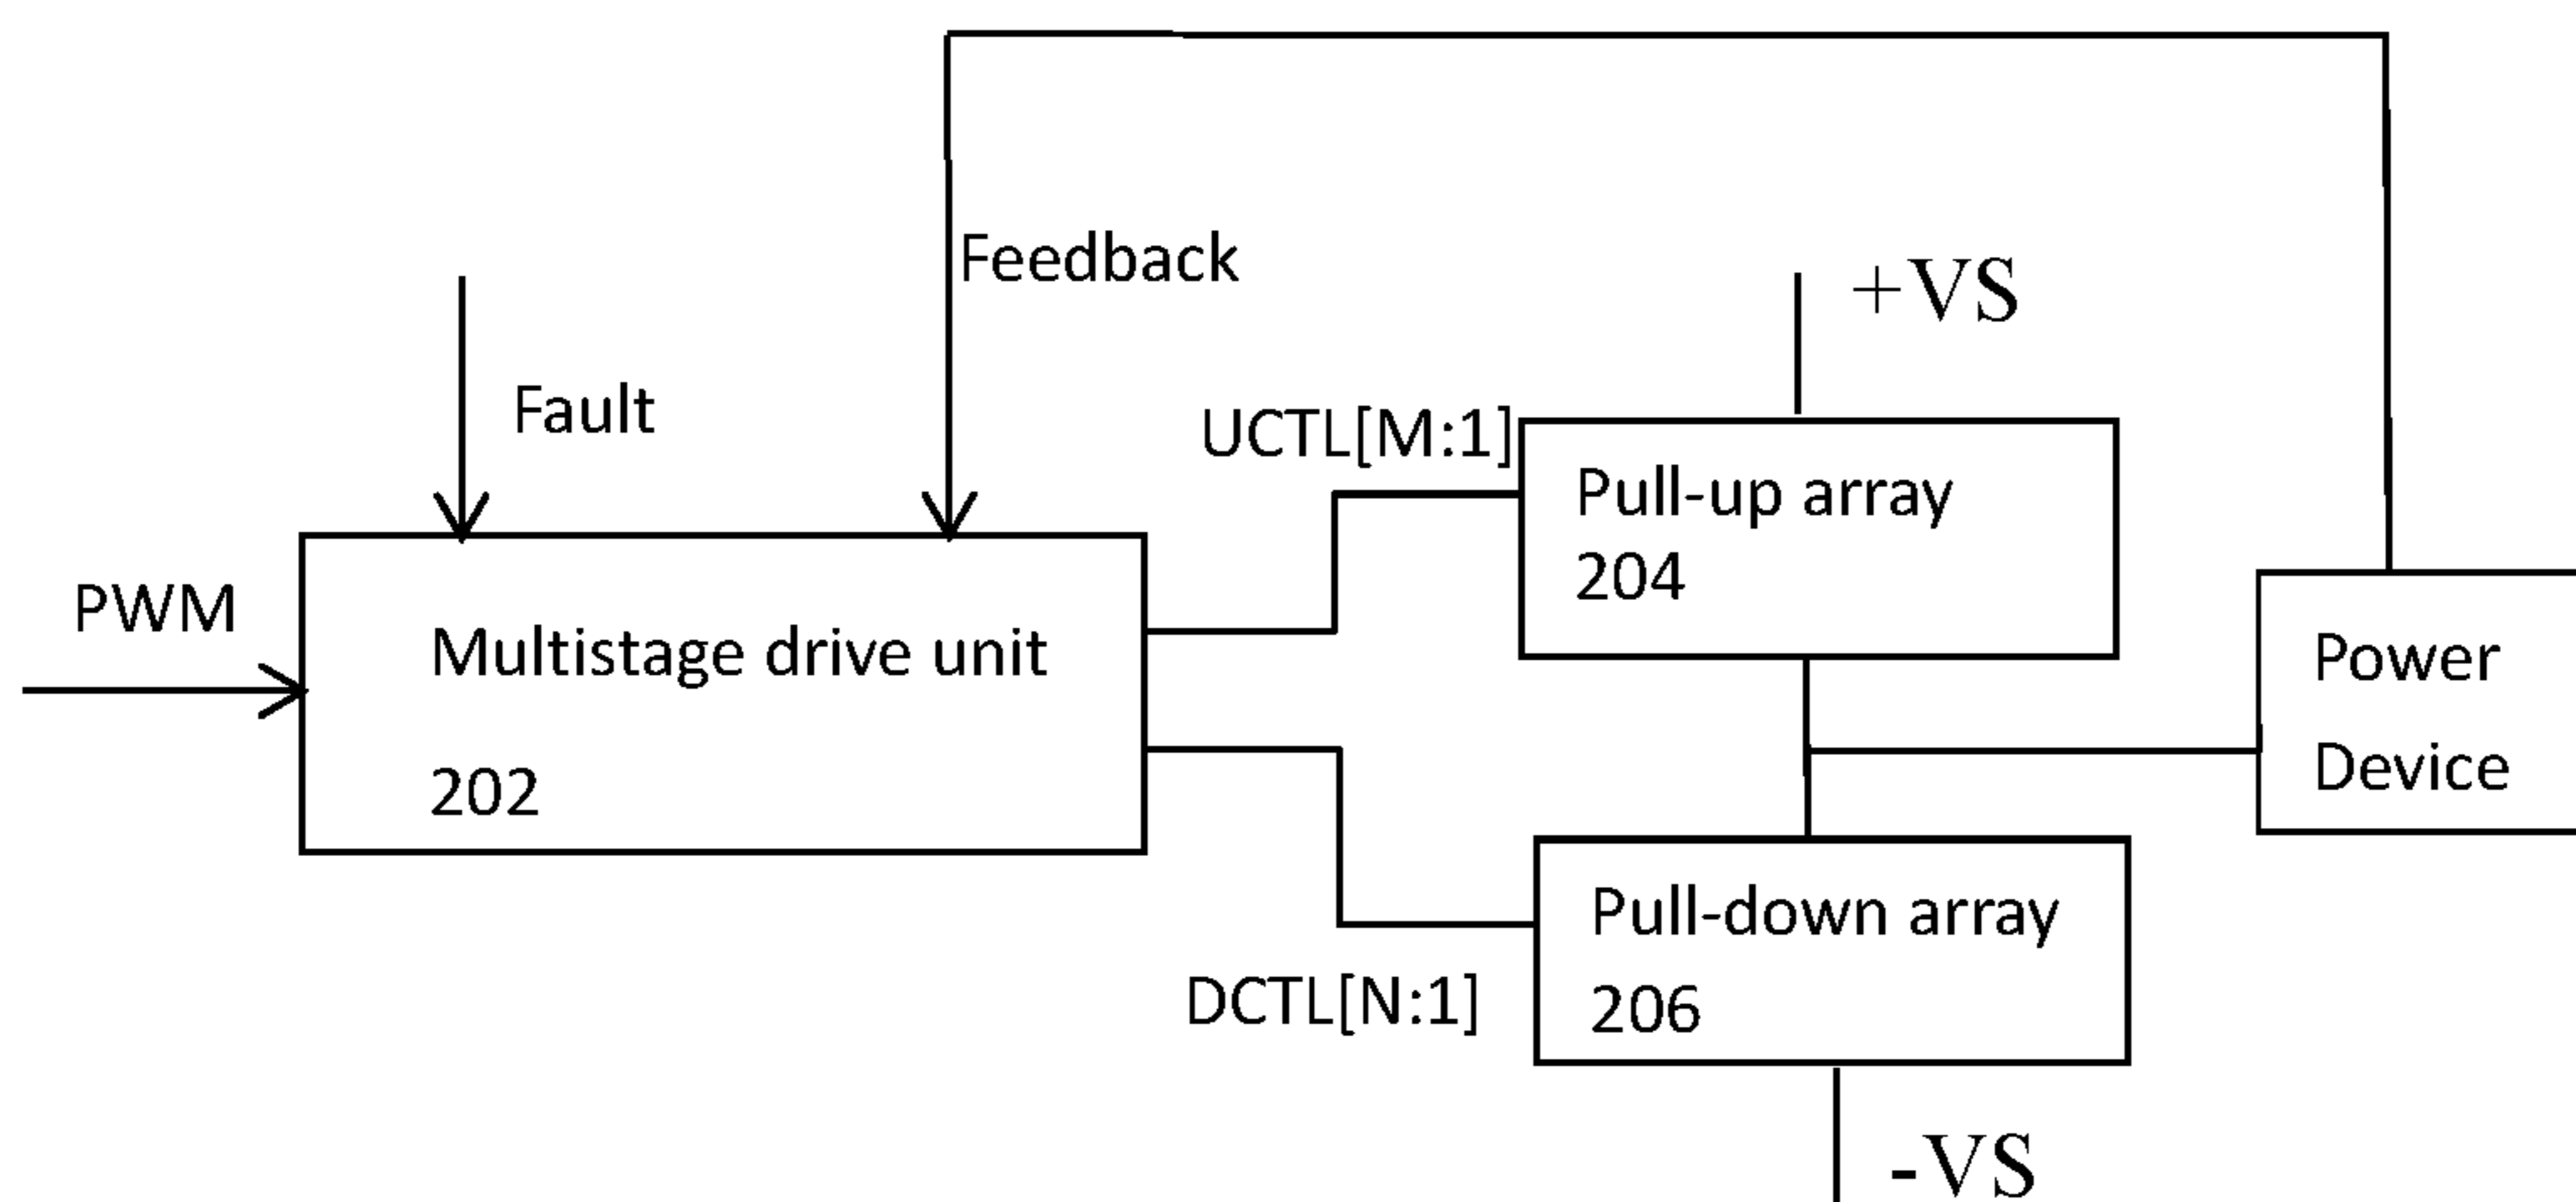 Feedback
+VS
Fault
UCTL[M:1]
Pull-up array
204
PWM
Multistage drive unit
202
Power
Device
Pull-down array
206
DCTL[N:1]
-VS